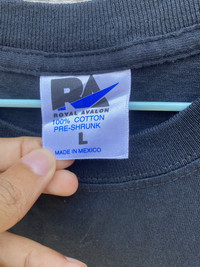 RA
ROYAL AVALON
100% COTTON
PRE-SHRUNK
L
MADE IN MEXICO